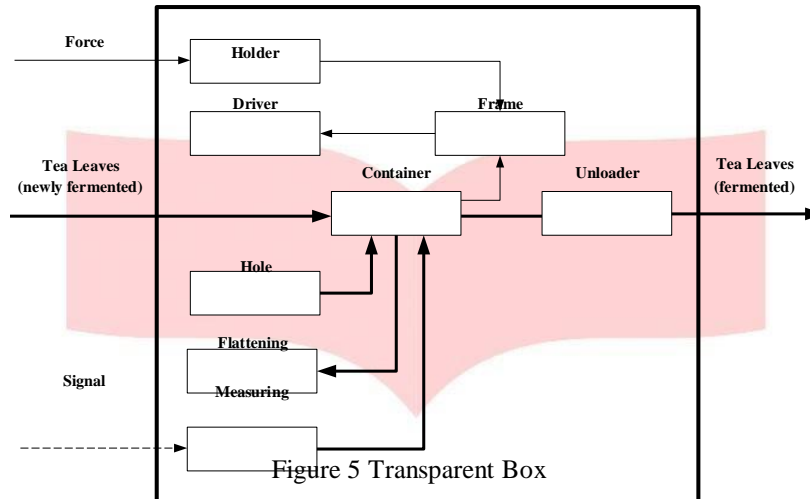 Force
Holder
Driver
Frame
Tea Leaves
(newly fermented)
Container
Unloader
Tea Leaves
(fermented)
Hole
Flattening
Signal
Measuring
Figure 5 Transparent Box